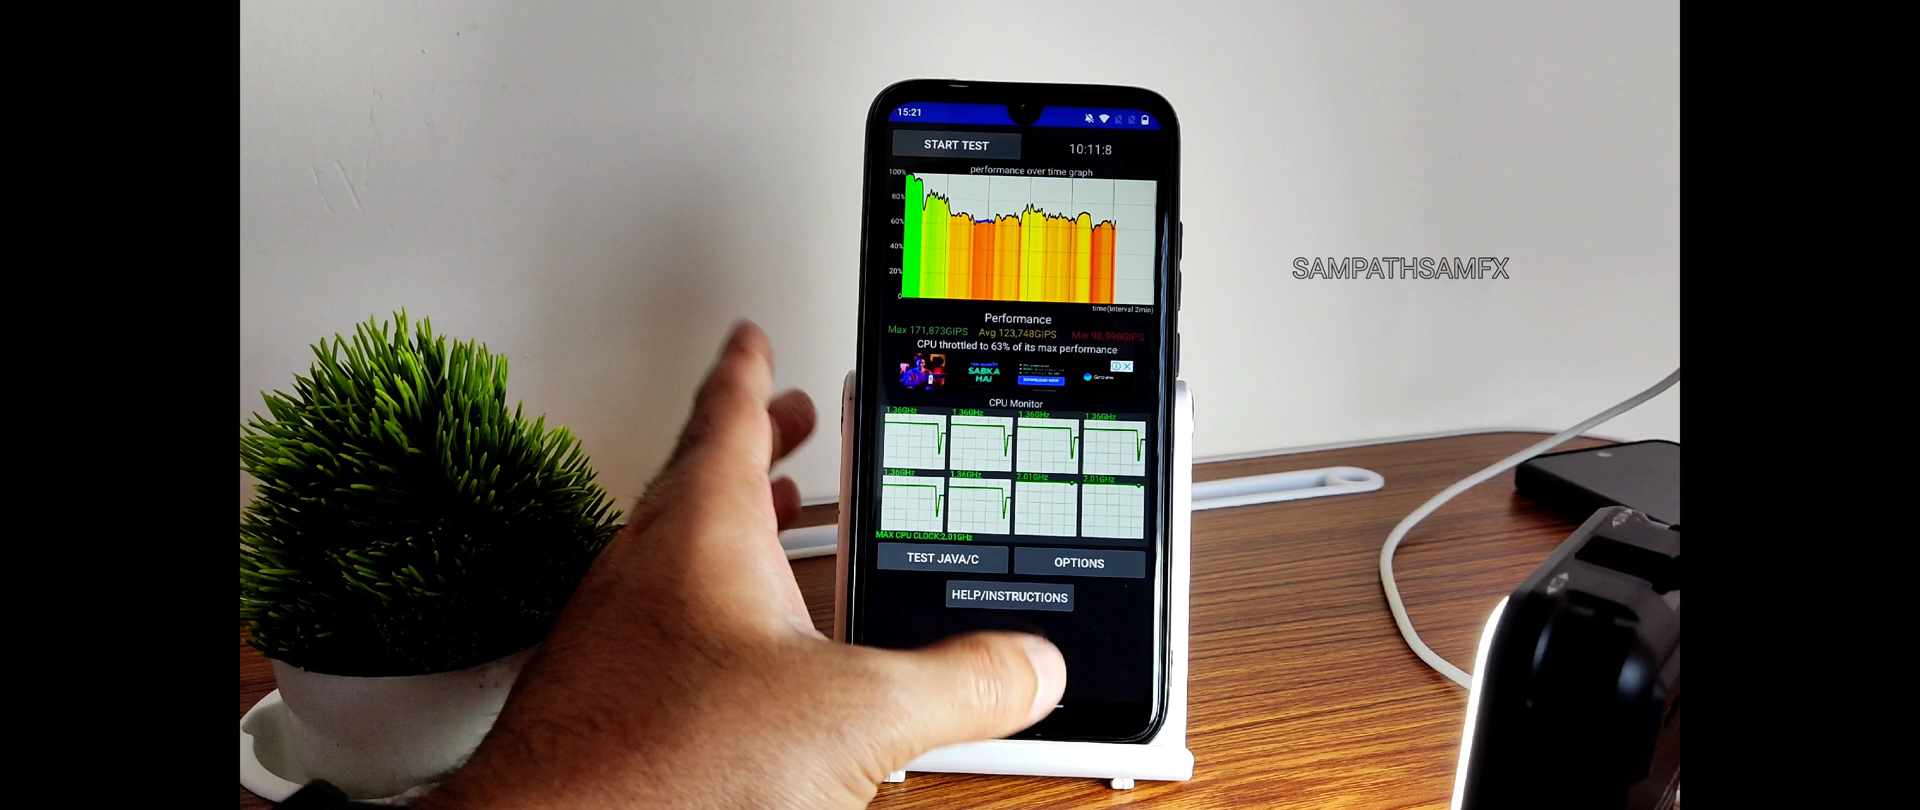 15:21
START TEST
10:11:8
performance over time graph
100%
80%
60%
40%
20%
0
time(interval 2min)
Performance
Max 171,873GIPS Avg 123,748GIPS Min 98,998GIPS
CPU throttled to 63% of its max performance
SABKA
HAI
DOWNLOAD NOW
Groww
CPU Monitor
1.36GHz 1.36GHz 1.36GHz 1.36GHz
1.36GHz 1.36GHz 2.01GHz 2.01GHz
MAX CPU CLOCK:2.01GHz
TEST JAVA/C
OPTIONS
HELP/INSTRUCTIONS
SAMPATHSAMFX